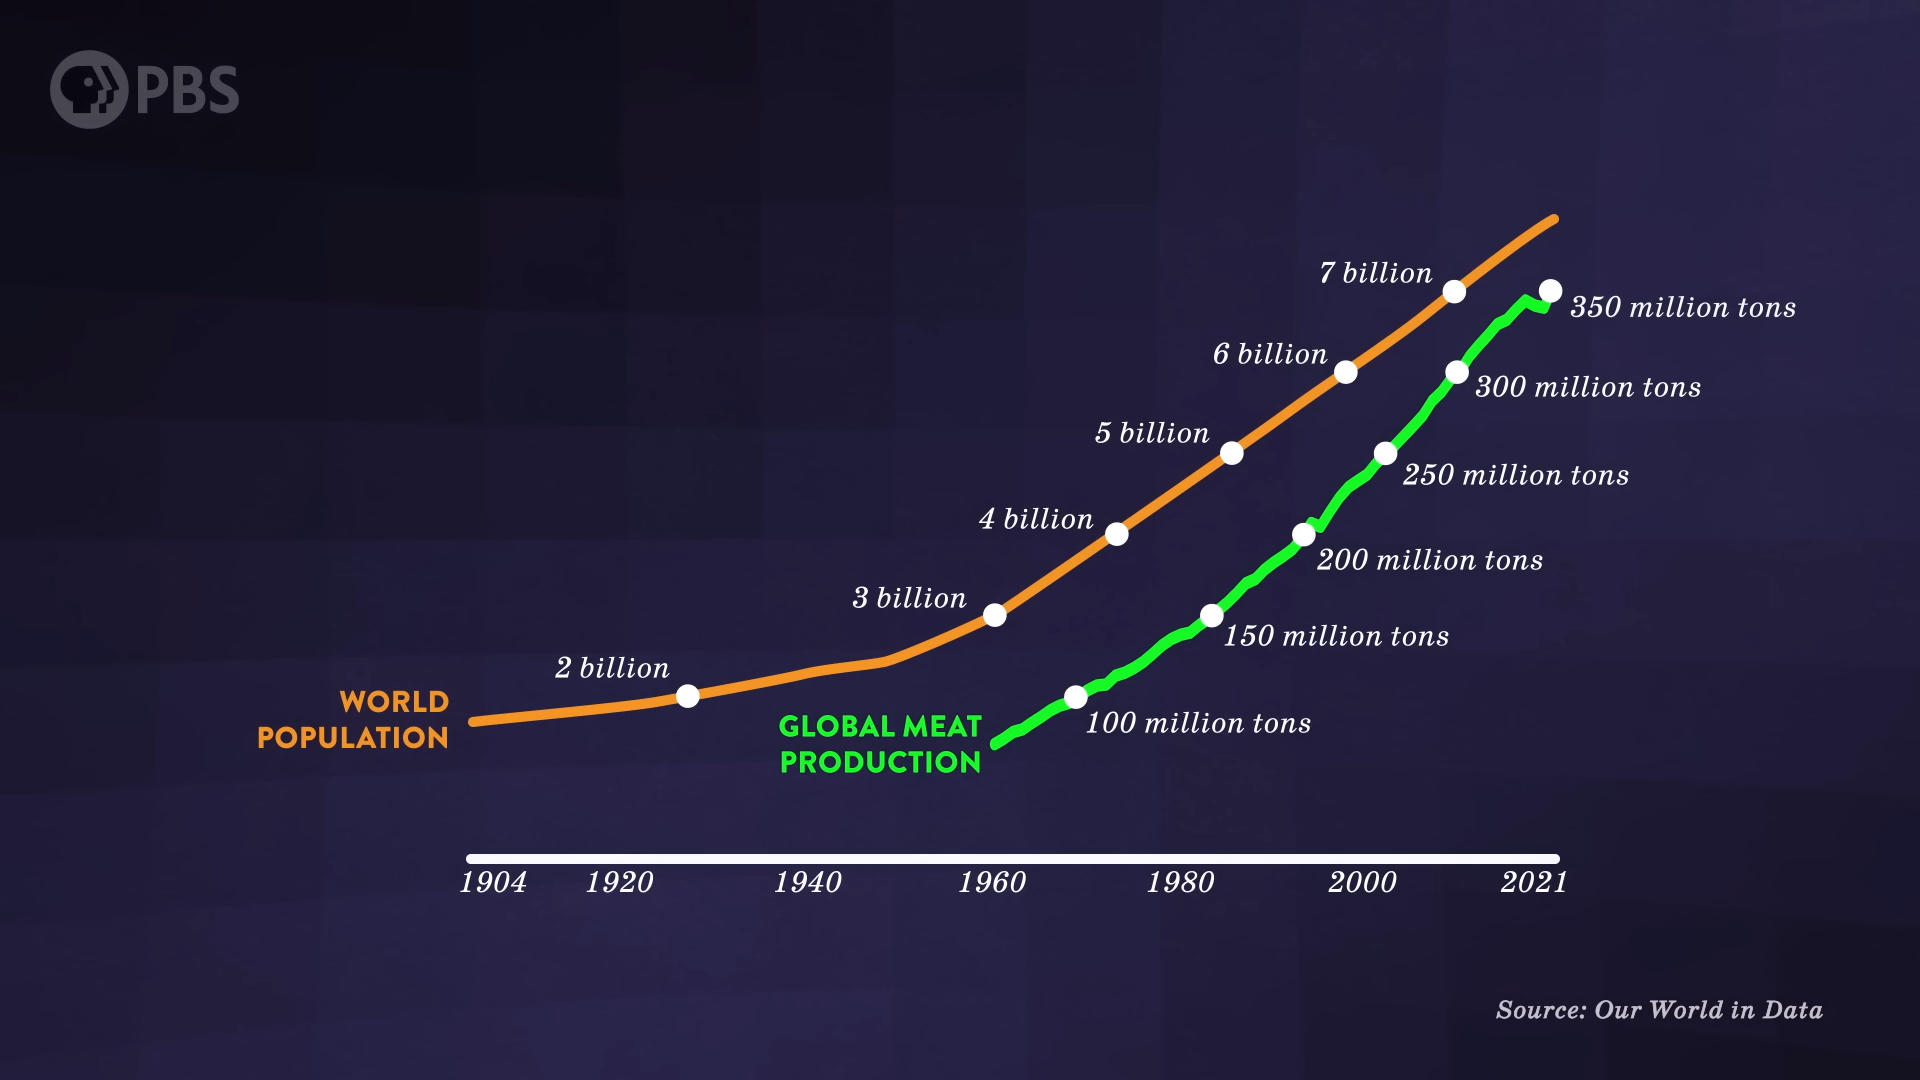 PBS
7 billion
350 million tons
6 billion
300 million tons
5 billion
250 million tons
4 billion
200 million tons
3 billion
150 million tons
2 billion
100 million tons
WORLD
POPULATION
GLOBAL MEAT
PRODUCTION
1904 1920 1940 1960 1980 2000 2021
Source: Our World in Data